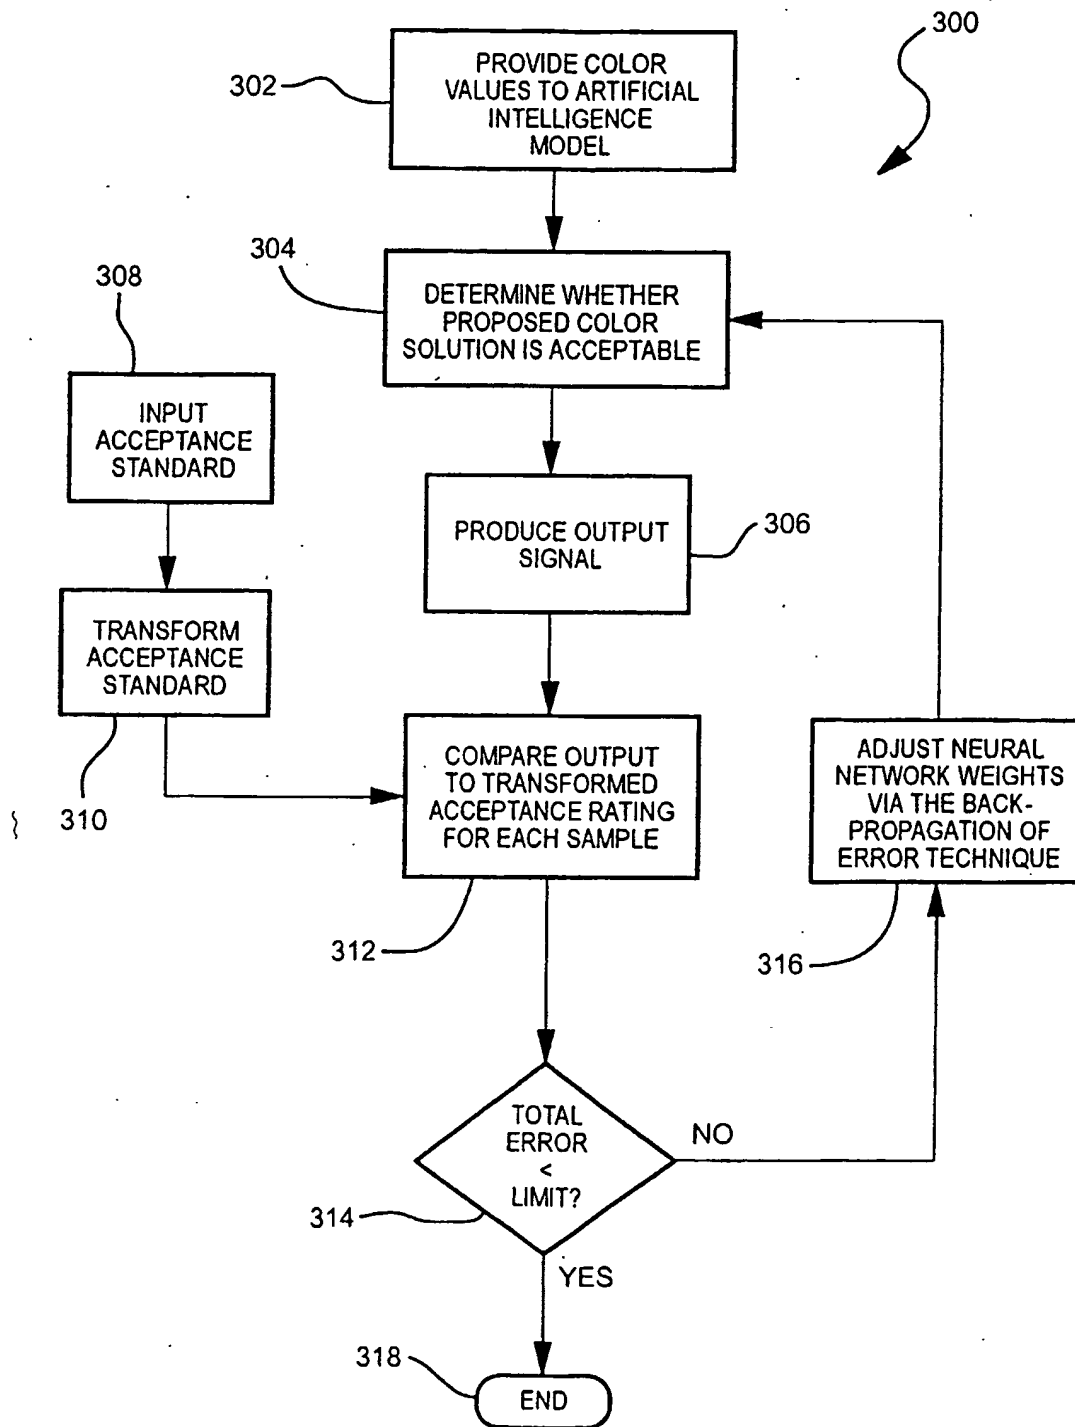 300
302
PROVIDE COLOR
VALUES TO ARTIFICIAL
INTELLIGENCE
MODEL
304
DETERMINE WHETHER
PROPOSED COLOR
SOLUTION IS ACCEPTABLE
308
INPUT
ACCEPTANCE
STANDARD
PRODUCE OUTPUT
SIGNAL
306
TRANSFORM
ACCEPTANCE
STANDARD
310
COMPARE OUTPUT
TO TRANSFORMED
ACCEPTANCE RATING
FOR EACH SAMPLE
312
ADJUST NEURAL
NETWORK WEIGHTS
VIA THE BACK-
PROPAGATION OF
ERROR TECHNIQUE
316
TOTAL
ERROR
<
LIMIT?
314
NO
YES
318
END